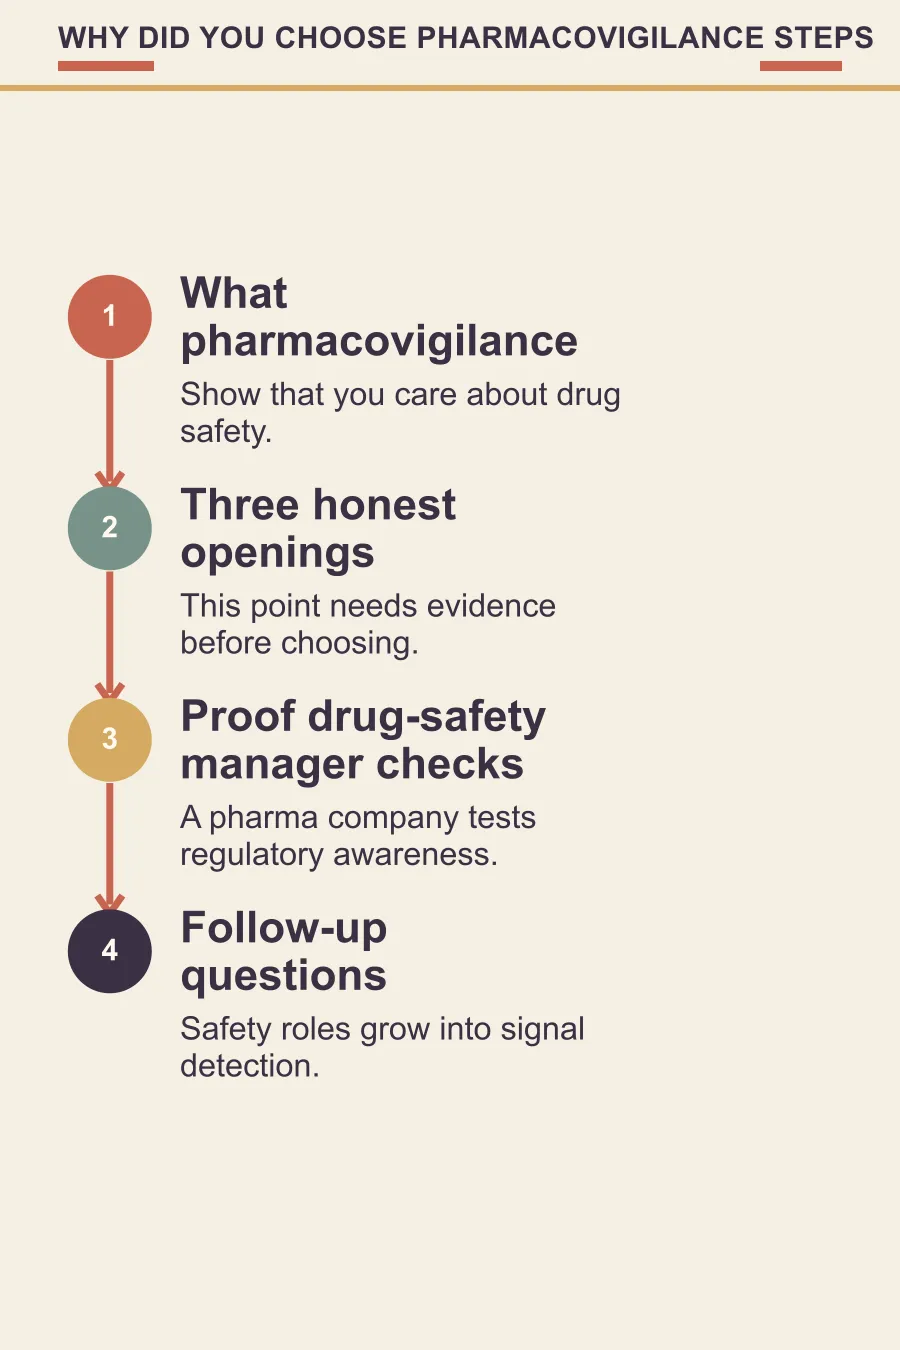 WHY DID YOU CHOOSE PHARMACOVIGILANCE STEPS
1
What
pharmacovigilance
Show that you care about drug
safety.
2
Three honest
openings
This point needs evidence
before choosing.
3
Proof drug-safety
manager checks
A pharma company tests
regulatory awareness.
4
Follow-up
questions
Safety roles grow into signal
detection.